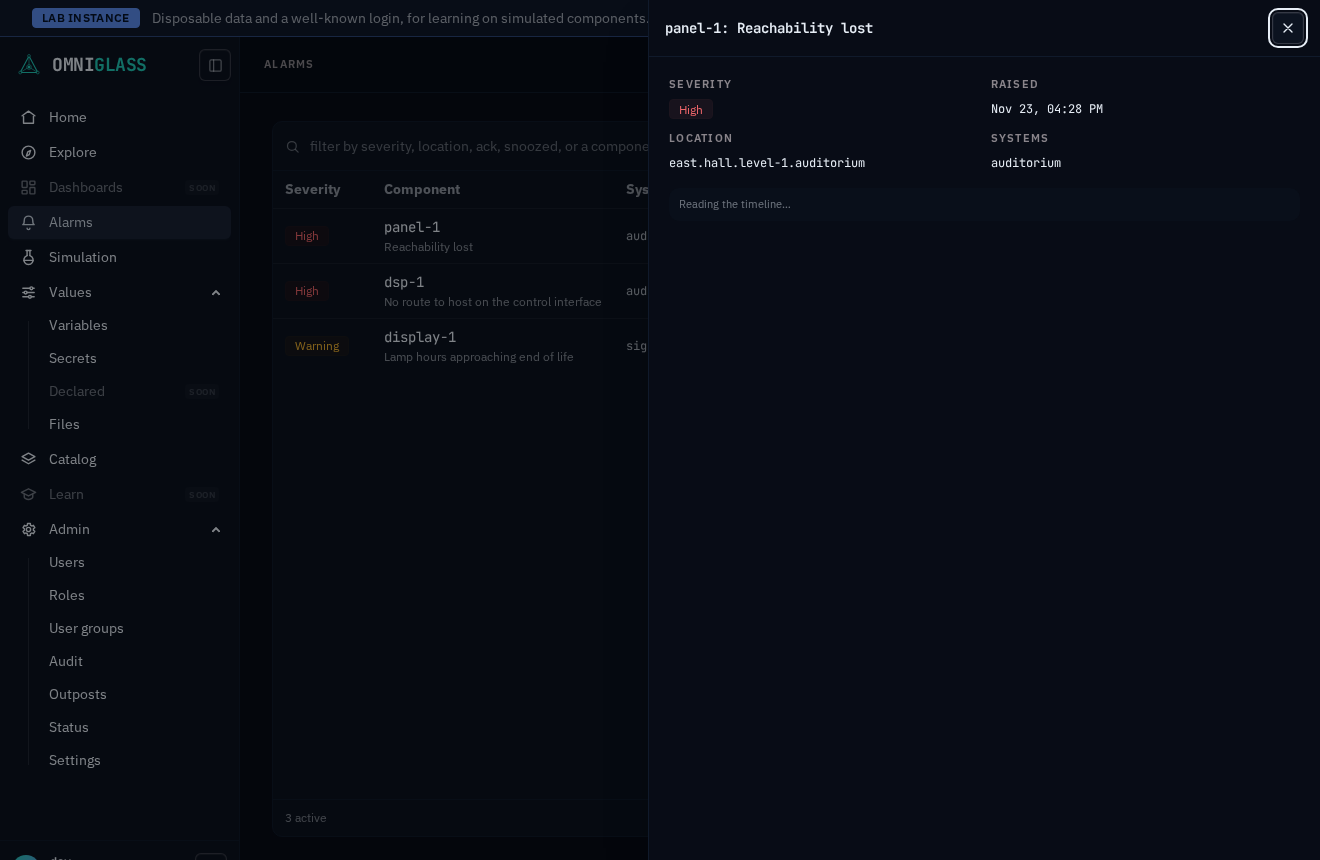 LAB INSTANCE Disposable data and a well-known login, for learning on simulated components.
OMNIGLASS
Home
Explore
Dashboards SOON
Alarms
Simulation
Values
Variables
Secrets
Declared SOON
Files
Catalog
Learn SOON
Admin
Users
Roles
User groups
Audit
Outposts
Status
Settings
ALARMS
filter by severity, location, ack, snoozed, or a compone
Severity Component Sys
High panel-1 aud
Reachability lost
High dsp-1 aud
No route to host on the control interface
Warning display-1 sig
Lamp hours approaching end of life
3 active
panel-1: Reachability lost
SEVERITY RAISED
High Nov 23, 04:28 PM
LOCATION SYSTEMS
east.hall.level-1.auditorium auditorium
Reading the timeline…